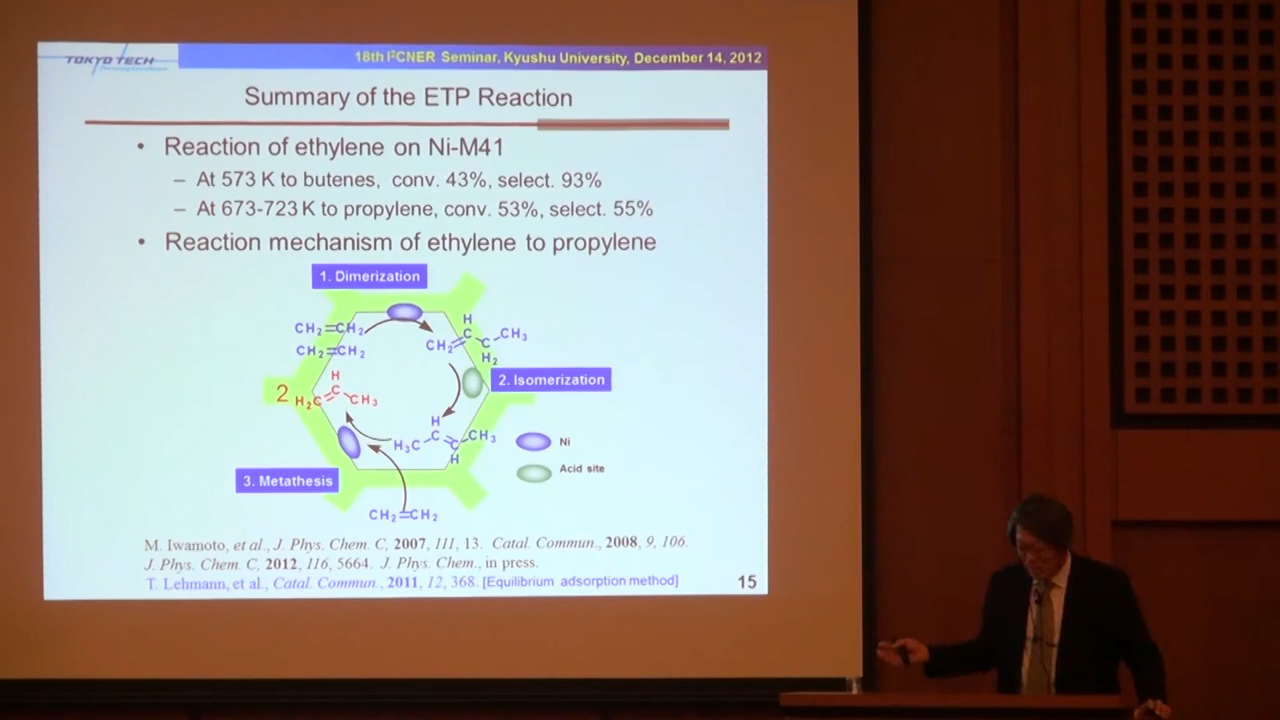 TOKYO TECH
18th I²CNER Seminar, Kyushu University, December 14, 2012
Summary of the ETP Reaction
• Reaction of ethylene on Ni-M41
– At 573 K to butenes, conv. 43%, select. 93%
– At 673-723 K to propylene, conv. 53%, select. 55%
• Reaction mechanism of ethylene to propylene
1. Dimerization
CH₂=CH₂
CH₂=CH₂
H
CH₂ C C CH₃
H₂
2. Isomerization
H
2 H₂C C CH₃
H
H₃C C C CH₃
H
Ni
Acid site
3. Metathesis
CH₂=CH₂
M. Iwamoto, et al., J. Phys. Chem. C, 2007, 111, 13. Catal. Commun., 2008, 9, 106.
J. Phys. Chem. C, 2012, 116, 5664. J. Phys. Chem., in press.
T. Lehmann, et al., Catal. Commun., 2011, 12, 368. [Equilibrium adsorption method]
15